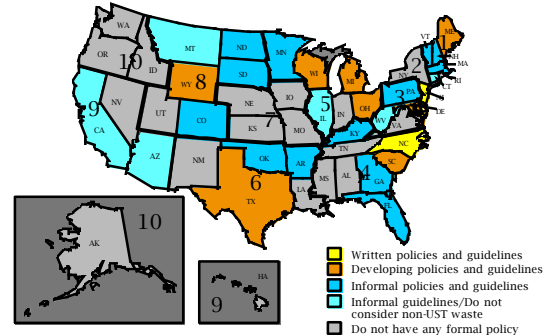 WA
MT
ND
MN
VT
ME
1
NH
MA
OR
10
ID
SD
WI
MI
NY
2
RI
CT
WY
8
3
PA
NJ
9
NV
UT
NE
IO
5
IL
IN
OH
WV
DE
CA
CO
KS
7
MO
KY
VA
AZ
NM
OK
AR
TN
NC
SC
6
TX
MS
AL
4
GA
LA
FL
10
AK
HA
9
Written policies and guidelines
Developing policies and guidelines
Informal policies and guidelines
Informal guidelines/Do not
consider non-UST waste
Do not have any formal policy